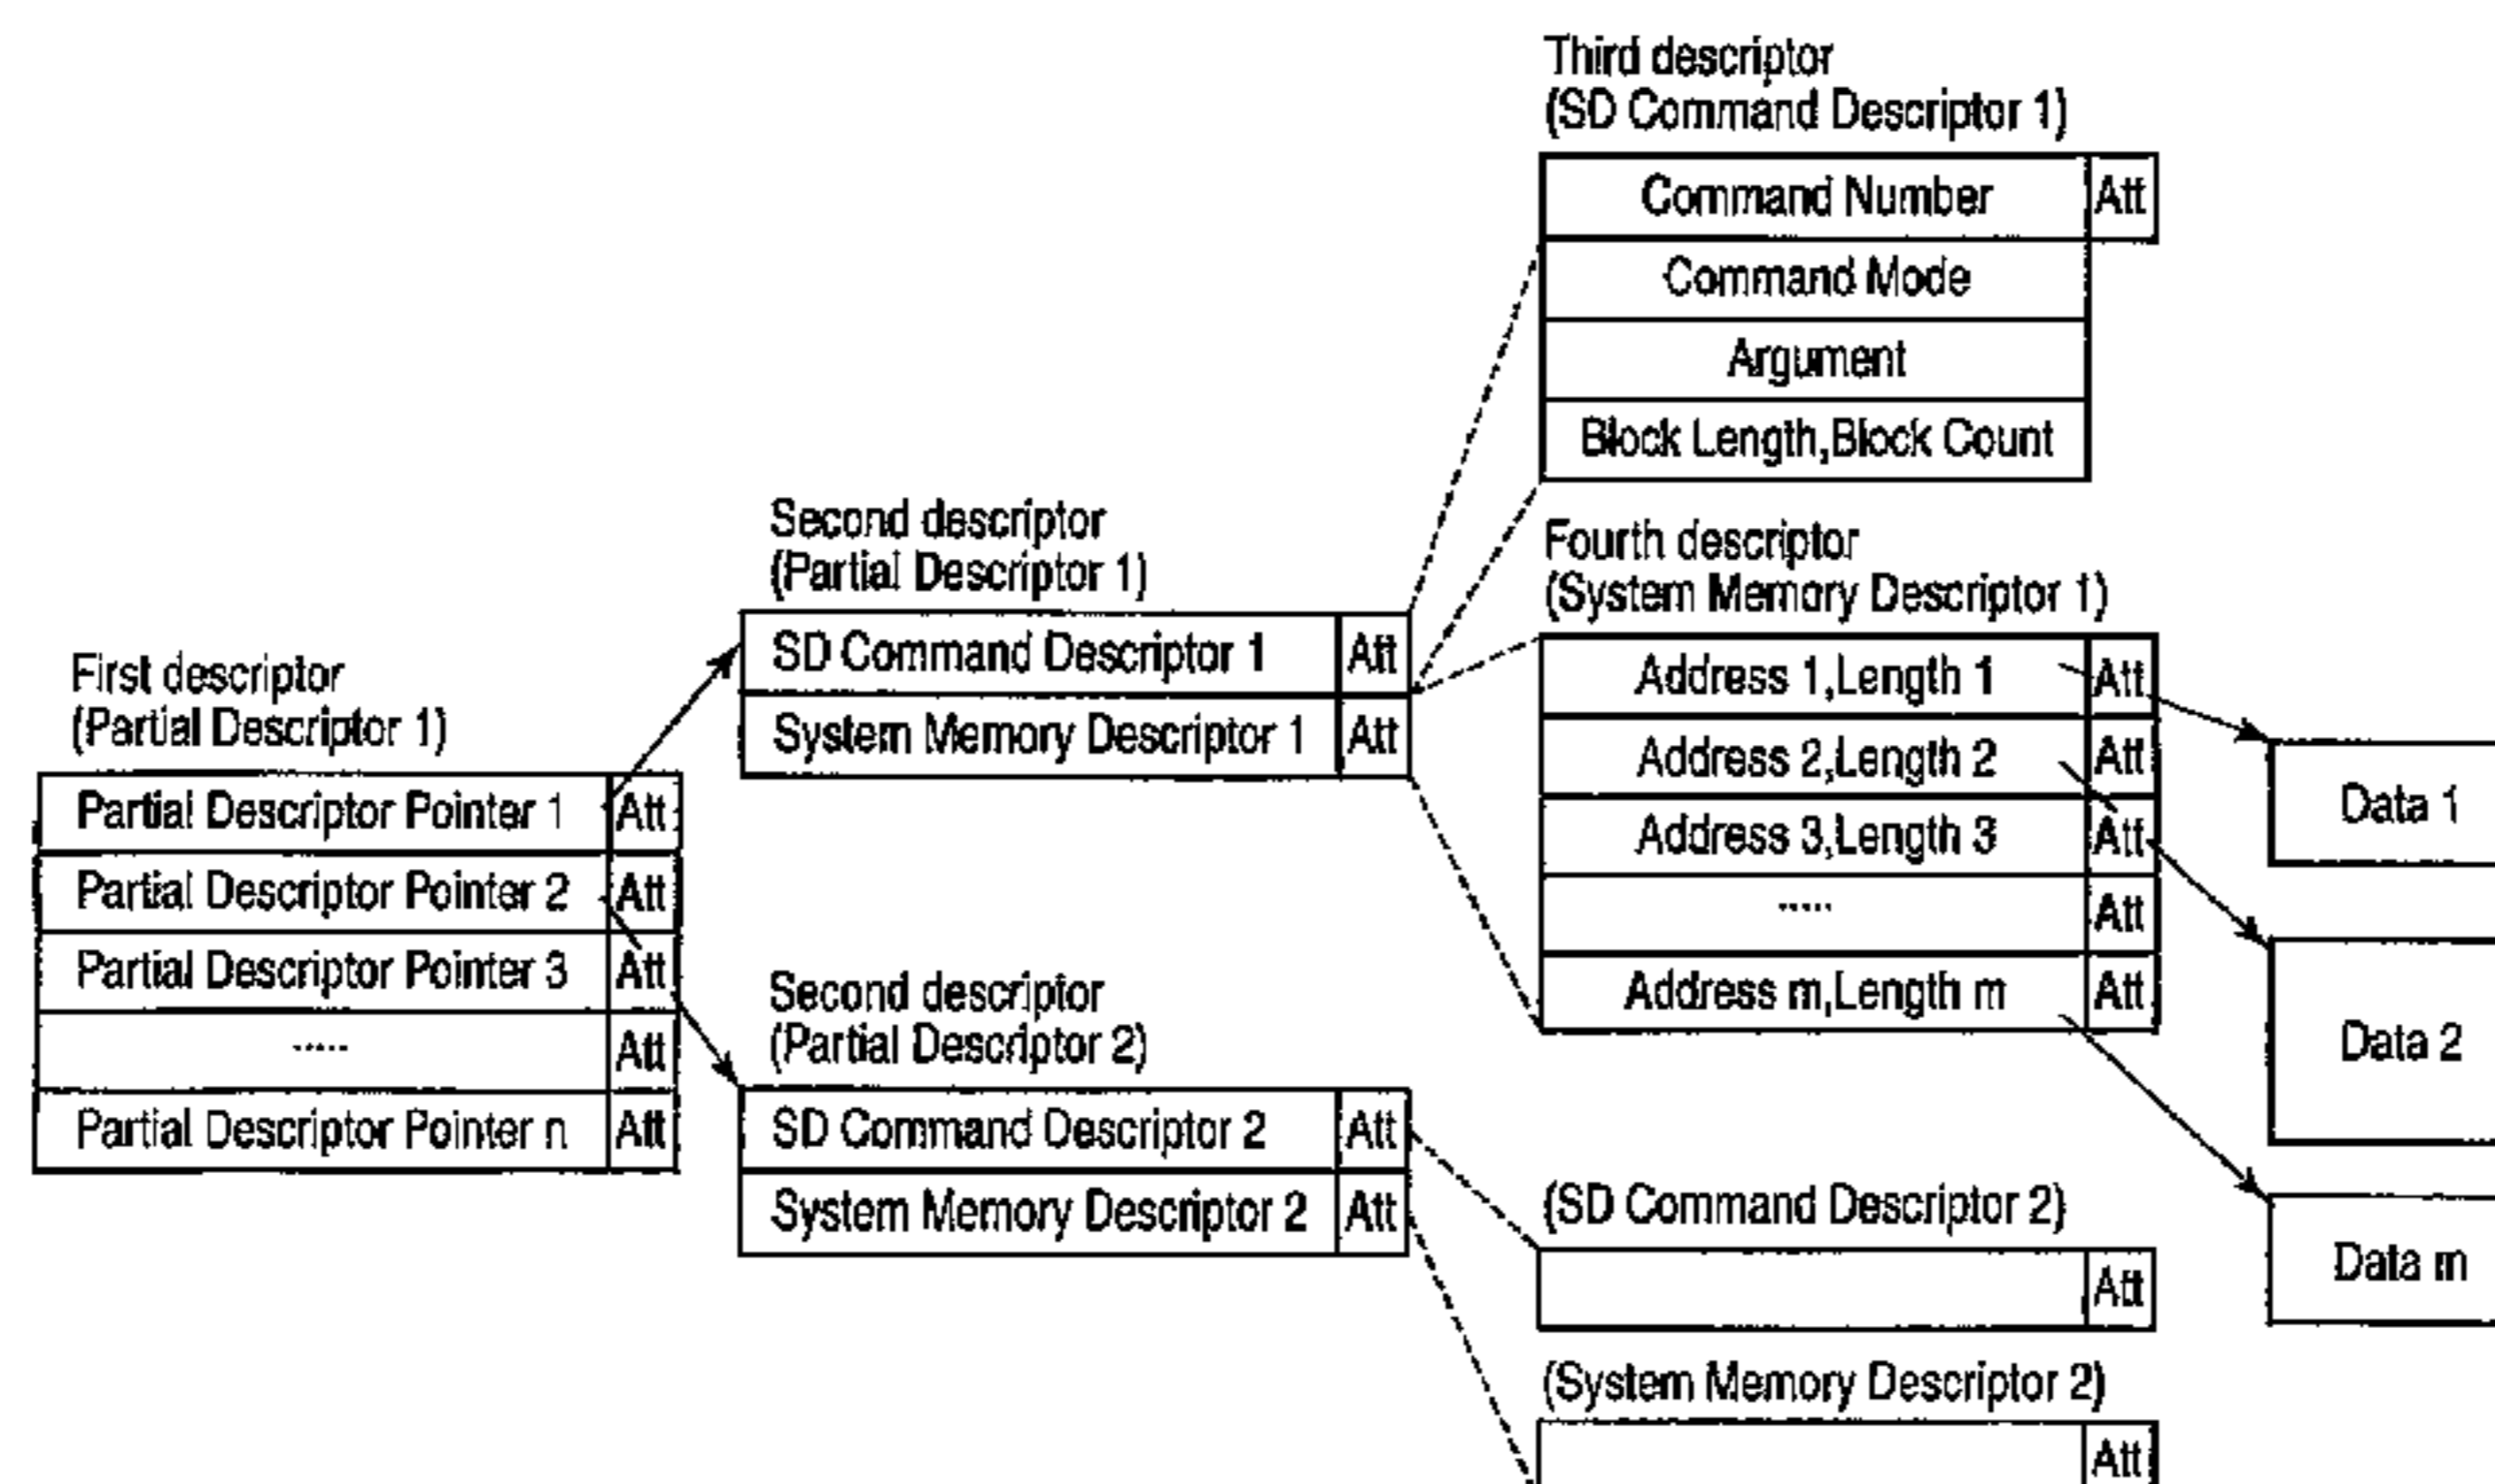 Third descriptor
(SD Command Descriptor 1)
Command Number Att
Command Mode
Argument
Block Length,Block Count
Second descriptor
(Partial Descriptor 1)
SD Command Descriptor 1 Att
System Memory Descriptor 1 Att
Fourth descriptor
(System Memory Descriptor 1)
Address 1,Length 1 Att
Address 2,Length 2 Att
Address 3,Length 3 Att
..... Att
Address m,Length m Att
First descriptor
(Partial Descriptor 1)
Partial Descriptor Pointer 1 Att
Partial Descriptor Pointer 2 Att
Partial Descriptor Pointer 3 Att
..... Att
Partial Descriptor Pointer n Att
Data 1
Data 2
Data m
Second descriptor
(Partial Descriptor 2)
SD Command Descriptor 2 Att
System Memory Descriptor 2 Att
(SD Command Descriptor 2)
Att
(System Memory Descriptor 2)
Att